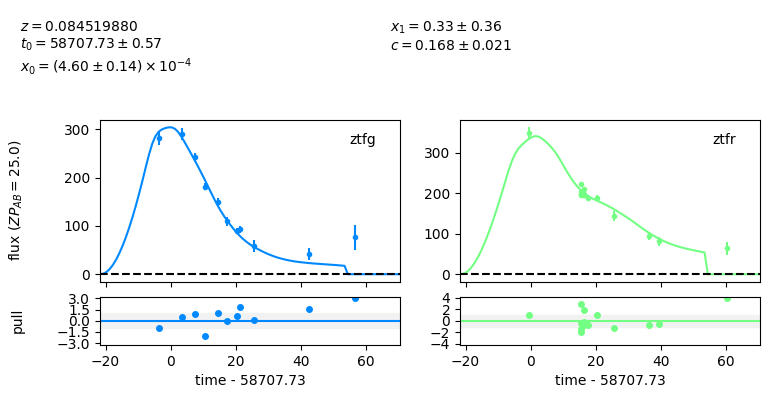 z = 0.084519880
t₀ = 58707.73 ± 0.57
x₀ = (4.60 ± 0.14) × 10⁻⁴
x₁ = 0.33 ± 0.36
c = 0.168 ± 0.021
flux (ZP_AB = 25.0)
300
200
100
0
ztfg
300
200
100
0
ztfr
pull
3.0
1.5
0.0
−1.5
−3.0
−20 0 20 40 60
time - 58707.73
4
2
0
−2
−4
−20 0 20 40 60
time - 58707.73